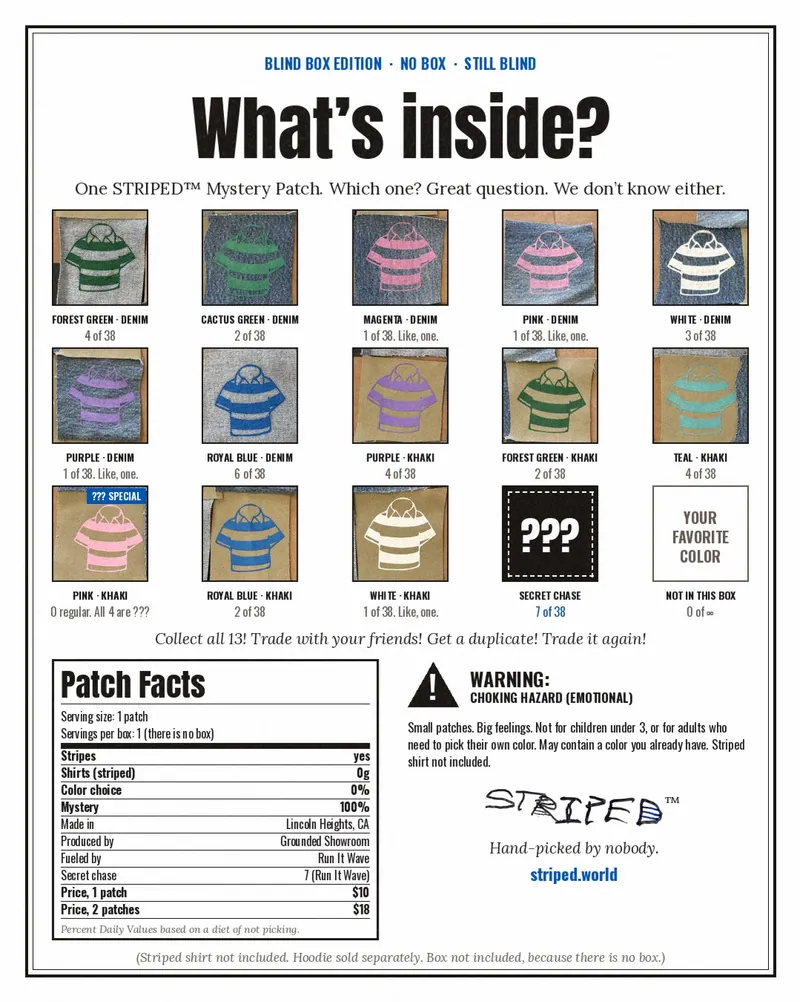 BLIND BOX EDITION · NO BOX · STILL BLIND
What's inside?
One STRIPED™ Mystery Patch. Which one? Great question. We don't know either.
FOREST GREEN · DENIM
4 of 38
CACTUS GREEN · DENIM
2 of 38
MAGENTA · DENIM
1 of 38. Like, one.
PINK · DENIM
1 of 38. Like, one.
WHITE · DENIM
3 of 38
PURPLE · DENIM
1 of 38. Like, one.
ROYAL BLUE · DENIM
6 of 38
PURPLE · KHAKI
4 of 38
FOREST GREEN · KHAKI
2 of 38
TEAL · KHAKI
4 of 38
??? SPECIAL
PINK · KHAKI
0 regular. All 4 are ???
ROYAL BLUE · KHAKI
2 of 38
WHITE · KHAKI
1 of 38. Like, one.
???
SECRET CHASE
7 of 38
YOUR
FAVORITE
COLOR
NOT IN THIS BOX
0 of ∞
Collect all 13! Trade with your friends! Get a duplicate! Trade it again!
Patch Facts
Serving size: 1 patch
Servings per box: 1 (there is no box)
Stripes yes
Shirts (striped) 0g
Color choice 0%
Mystery 100%
Made in Lincoln Heights, CA
Produced by Grounded Showroom
Fueled by Run It Wave
Secret chase 7 (Run It Wave)
Price, 1 patch $10
Price, 2 patches $18
Percent Daily Values based on a diet of not picking.
!
WARNING:
CHOKING HAZARD (EMOTIONAL)
Small patches. Big feelings. Not for children under 3, or for adults who
need to pick their own color. May contain a color you already have. Striped
shirt not included.
STRIPED™
Hand-picked by nobody.
striped.world
(Striped shirt not included. Hoodie sold separately. Box not included, because there is no box.)